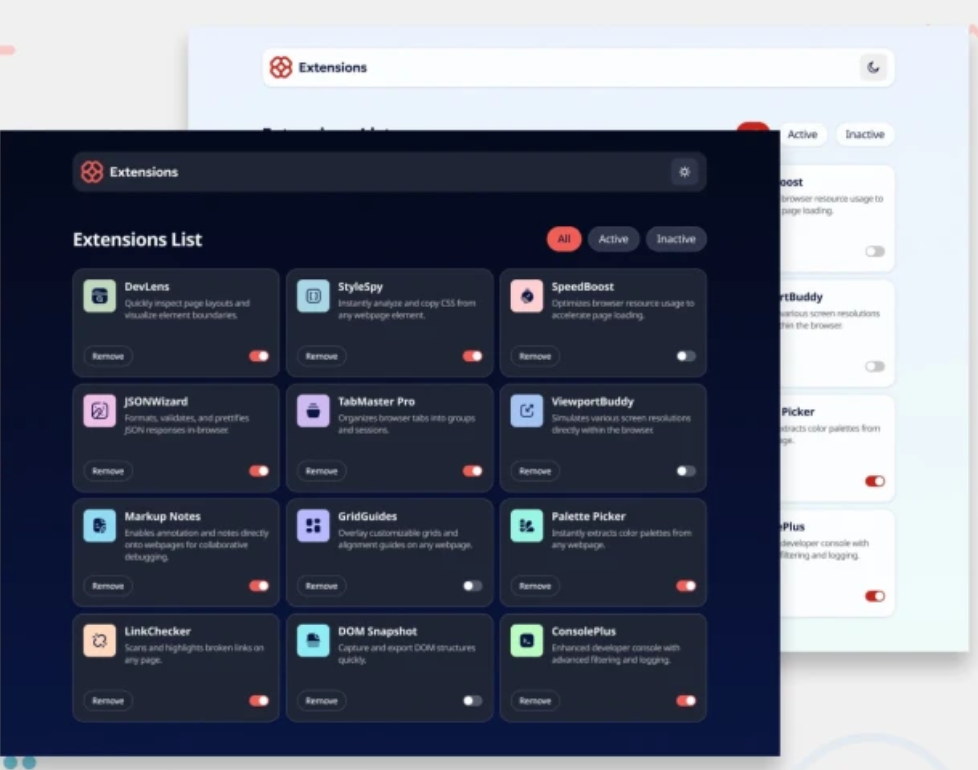 Extensions
Active
Inactive
Extensions
Extensions List
All
Active
Inactive
DevLens
Quickly inspect page layouts and
visualize element boundaries.
Remove
StyleSpy
Instantly analyze and copy CSS from
any webpage element.
Remove
SpeedBoost
Optimizes browser resource usage to
accelerate page loading.
Remove
JSONWizard
Formats, validates, and prettifies
JSON responses in-browser.
Remove
TabMaster Pro
Organizes browser tabs into groups
and sessions.
Remove
ViewportBuddy
Simulates various screen resolutions
directly within the browser.
Remove
Markup Notes
Enables annotation and notes directly
onto webpages for collaborative
debugging.
Remove
GridGuides
Overlay customizable grids and
alignment guides on any webpage.
Remove
Palette Picker
Instantly extracts color palettes from
any webpage.
Remove
LinkChecker
Scans and highlights broken links on
any page.
Remove
DOM Snapshot
Capture and export DOM structures
quickly.
Remove
ConsolePlus
Enhanced developer console with
advanced filtering and logging.
Remove
oost
browser resource usage to
page loading.
rtBuddy
various screen resolutions
thin the browser.
Picker
xtracts color palettes from
ge.
ePlus
developer console with
filtering and logging.